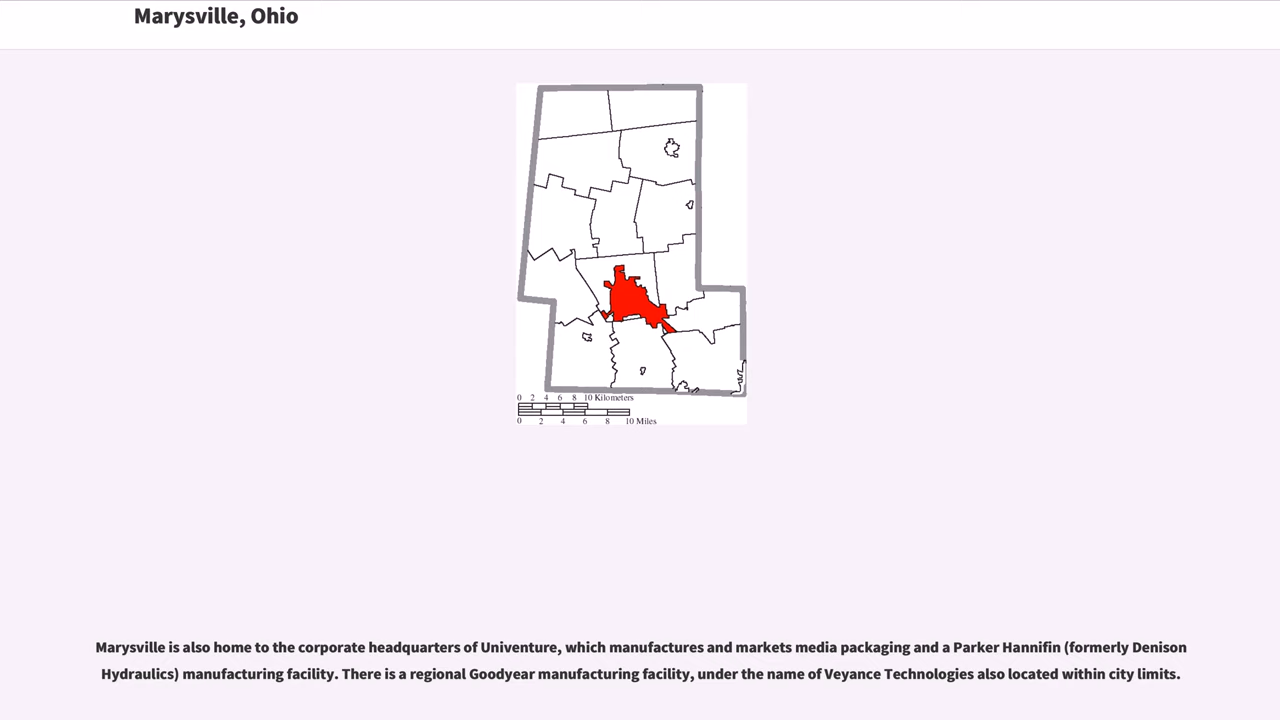 Marysville, Ohio
0 2 4 6 8 10 Kilometers
0 2 4 6 8 10 Miles
Marysville is also home to the corporate headquarters of Univenture, which manufactures and markets media packaging and a Parker Hannifin (formerly Denison
Hydraulics) manufacturing facility. There is a regional Goodyear manufacturing facility, under the name of Veyance Technologies also located within city limits.